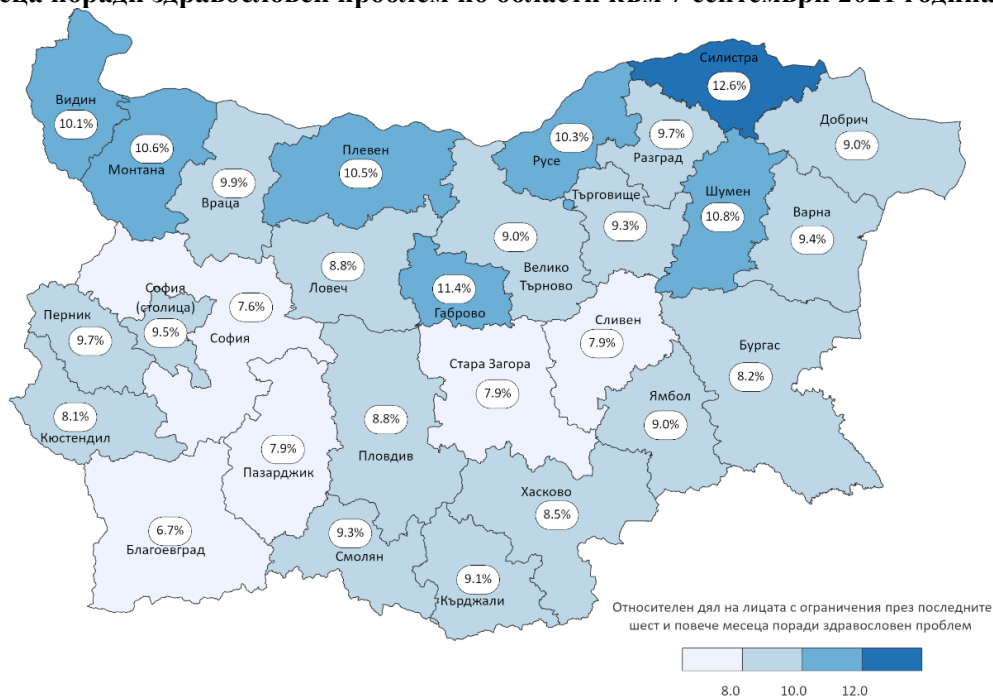 еца поради здравословен проблем по области към 7 септември 2021 година
Силистра
12.6%
Видин
10.1%
Добрич
9.0%
10.6%
Монтана
Плевен
10.5%
10.3%
Русе
9.7%
Разград
9.9%
Враца
Търговище
9.3%
Шумен
10.8%
Варна
9.4%
9.0%
Велико
Търново
8.8%
Ловеч
11.4%
Габрово
София
(столица)
9.5%
7.6%
София
Перник
9.7%
Сливен
7.9%
Бургас
8.2%
Стара Загора
7.9%
Ямбол
9.0%
8.1%
Кюстендил
8.8%
Пловдив
7.9%
Пазарджик
Хасково
8.5%
6.7%
Благоевград
9.3%
Смолян
9.1%
Кърджали
Относителен дял на лицата с ограничения през последните
шест и повече месеца поради здравословен проблем
8.0 10.0 12.0